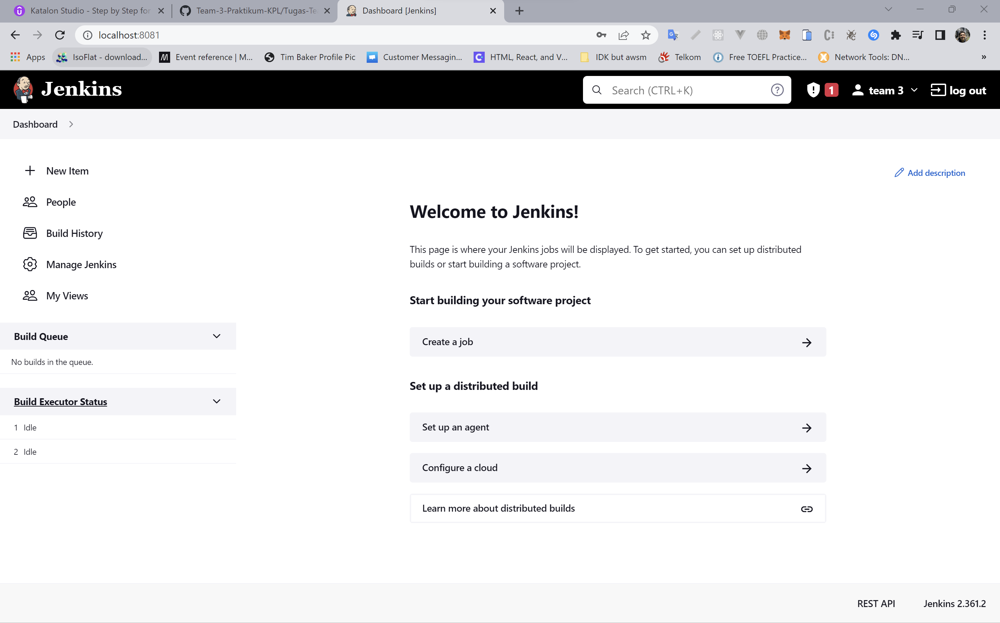 Katalon Studio - Step by Step for
Team-3-Praktikum-KPL/Tugas-Te
Dashboard [Jenkins]
localhost:8081
Apps
IsoFlat - download...
Event reference | M...
Tim Baker Profile Pic
Customer Messagin...
HTML, React, and V...
IDK but awsm
Telkom
Free TOEFL Practice...
Network Tools: DN...
»
Jenkins
Search (CTRL+K)
1
team 3
log out
Dashboard
New Item
People
Build History
Manage Jenkins
My Views
Build Queue
No builds in the queue.
Build Executor Status
1 Idle
2 Idle
Add description
Welcome to Jenkins!
This page is where your Jenkins jobs will be displayed. To get started, you can set up distributed
builds or start building a software project.
Start building your software project
Create a job
Set up a distributed build
Set up an agent
Configure a cloud
Learn more about distributed builds
REST API
Jenkins 2.361.2